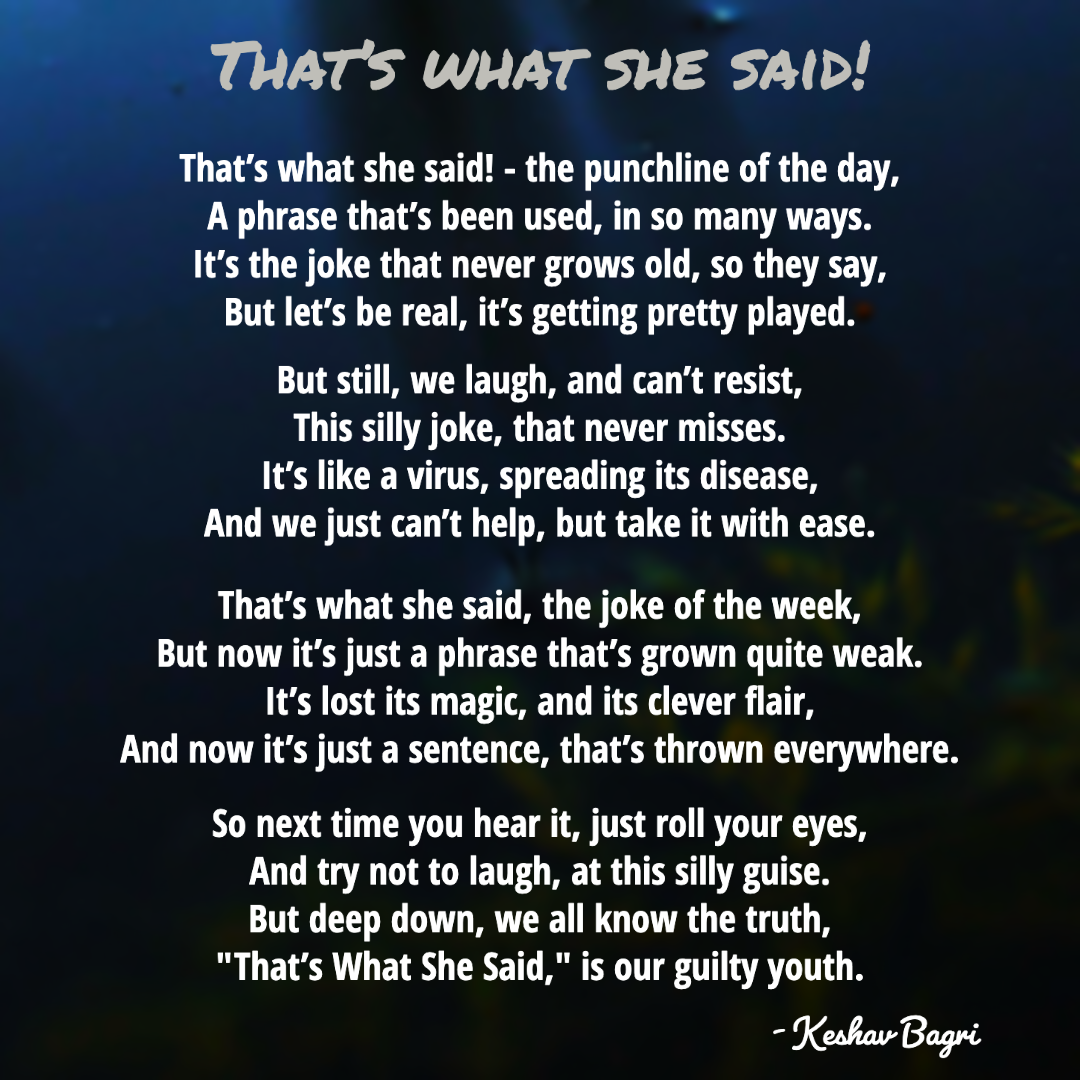 THAT'S WHAT SHE SAID!
That’s what she said! - the punchline of the day,
A phrase that’s been used, in so many ways.
It’s the joke that never grows old, so they say,
But let’s be real, it’s getting pretty played.
But still, we laugh, and can’t resist,
This silly joke, that never misses.
It’s like a virus, spreading its disease,
And we just can’t help, but take it with ease.
That’s what she said, the joke of the week,
But now it’s just a phrase that’s grown quite weak.
It’s lost its magic, and its clever flair,
And now it’s just a sentence, that’s thrown everywhere.
So next time you hear it, just roll your eyes,
And try not to laugh, at this silly guise.
But deep down, we all know the truth,
"That’s What She Said," is our guilty youth.
- Keshav Bagri